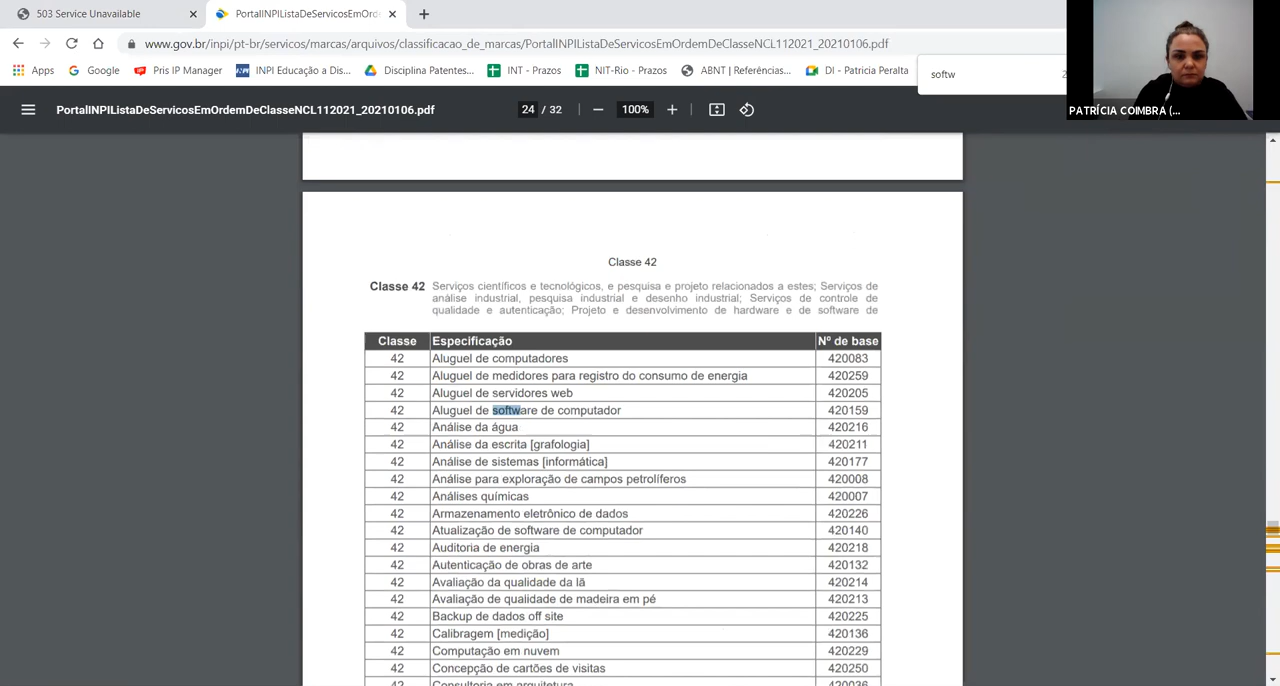 503 Service Unavailable
PortalINPIListaDeServicosEmOrde
www.gov.br/inpi/pt-br/servicos/marcas/arquivos/classificacao_de_marcas/PortalINPIListaDeServicosEmOrdemDeClasseNCL112021_20210106.pdf
Apps Google Pris IP Manager INPI Educação a Dis... Disciplina Patentes... INT - Prazos NIT-Rio - Prazos ABNT | Referências... DI - Patricia Peralta
softw
PATRÍCIA COIMBRA (...
PortalINPIListaDeServicosEmOrdemDeClasseNCL112021_20210106.pdf 24 / 32 100%
Classe 42
Classe 42 Serviços científicos e tecnológicos, e pesquisa e projeto relacionados a estes; Serviços de
análise industrial, pesquisa industrial e desenho industrial; Serviços de controle de
qualidade e autenticação; Projeto e desenvolvimento de hardware e de software de
Classe Especificação Nº de base
42 Aluguel de computadores 420083
42 Aluguel de medidores para registro do consumo de energia 420259
42 Aluguel de servidores web 420205
42 Aluguel de software de computador 420159
42 Análise da água 420216
42 Análise da escrita [grafologia] 420211
42 Análise de sistemas [informática] 420177
42 Análise para exploração de campos petrolíferos 420008
42 Análises químicas 420007
42 Armazenamento eletrônico de dados 420226
42 Atualização de software de computador 420140
42 Auditoria de energia 420218
42 Autenticação de obras de arte 420132
42 Avaliação da qualidade da lã 420214
42 Avaliação de qualidade de madeira em pé 420213
42 Backup de dados off site 420225
42 Calibragem [medição] 420136
42 Computação em nuvem 420229
42 Concepção de cartões de visitas 420250
42 Consultoria em arquitetura 420036